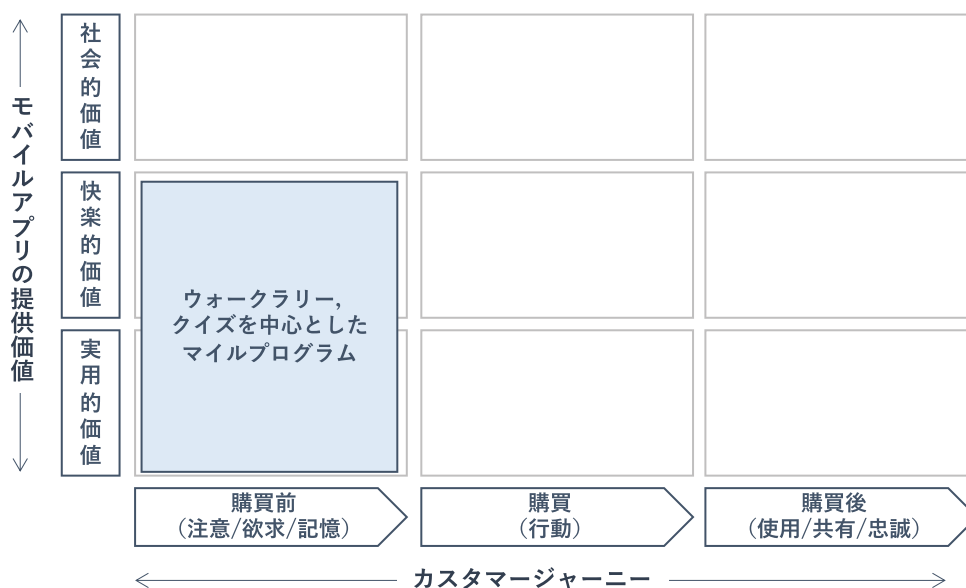 モバイルアプリの提供価値
社会的価値
快楽的価値
実用的価値
ウォークラリー，
クイズを中心とした
マイルプログラム
購買前
（注意/欲求/記憶）
購買
（行動）
購買後
（使用/共有/忠誠）
カスタマージャーニー